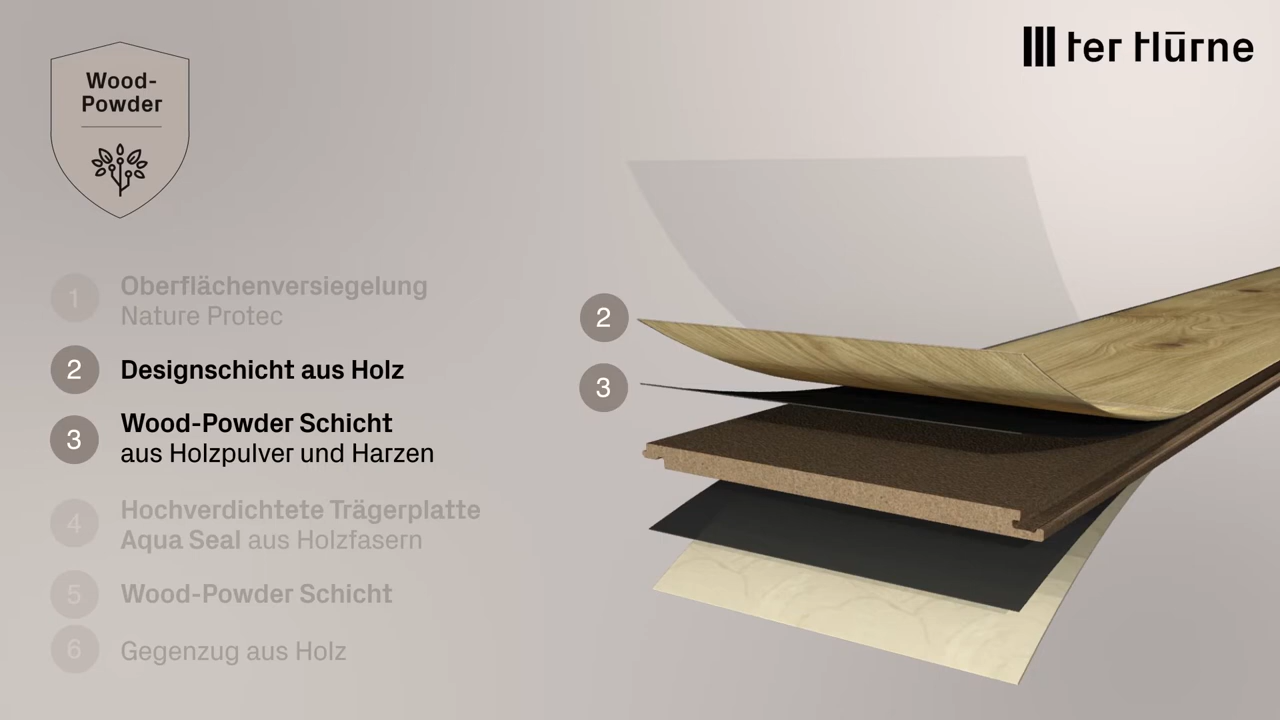 ter Hürne
Wood-
Powder
1
Oberflächenversiegelung
Nature Protec
2
Designschicht aus Holz
3
Wood-Powder Schicht
aus Holzpulver und Harzen
4
Hochverdichtete Trägerplatte
Aqua Seal aus Holzfasern
5
Wood-Powder Schicht
6
Gegenzug aus Holz
2
3